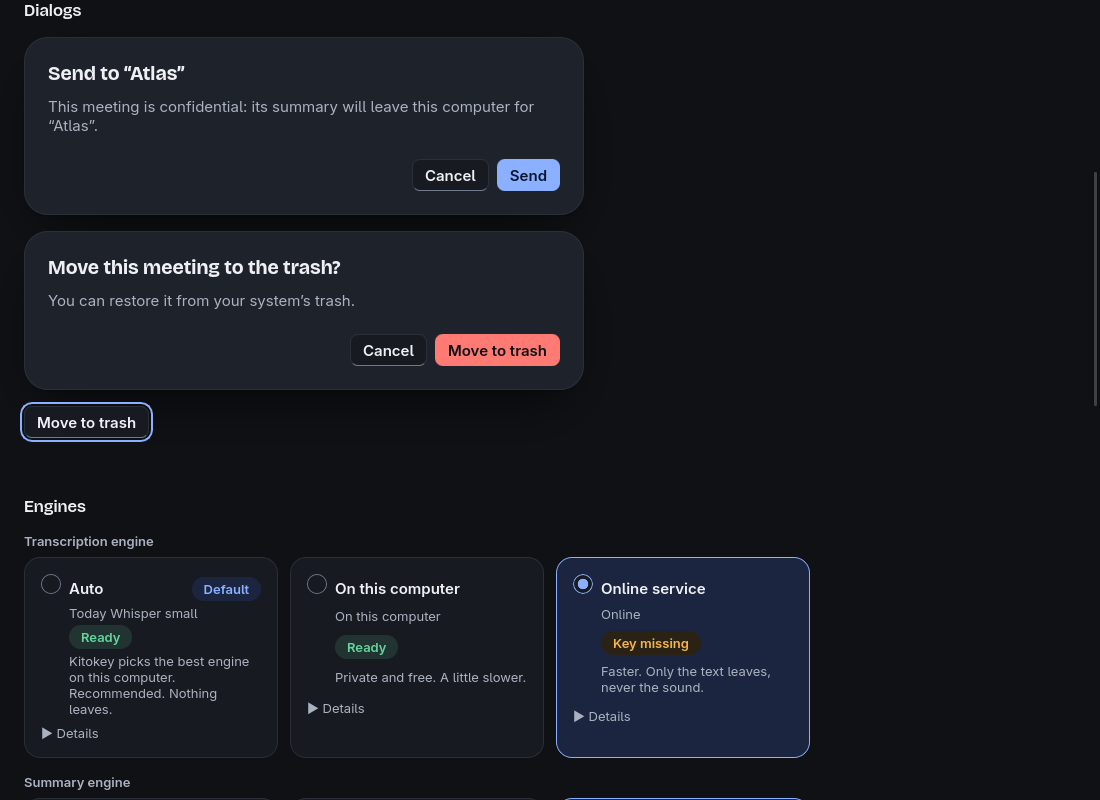 Dialogs
Send to “Atlas”
This meeting is confidential: its summary will leave this computer for
“Atlas”.
Cancel
Send
Move this meeting to the trash?
You can restore it from your system’s trash.
Cancel
Move to trash
Move to trash
Engines
Transcription engine
Auto
Default
Today Whisper small
Ready
Kitokey picks the best engine
on this computer.
Recommended. Nothing
leaves.
▶ Details
On this computer
On this computer
Ready
Private and free. A little slower.
▶ Details
Online service
Online
Key missing
Faster. Only the text leaves,
never the sound.
▶ Details
Summary engine